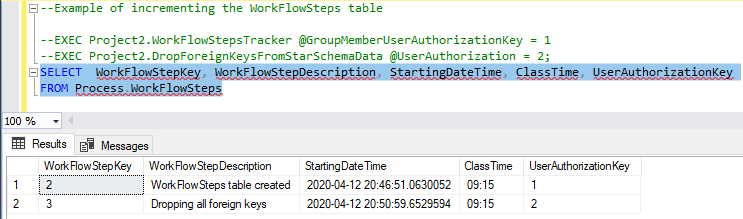 --Example of incrementing the WorkFlowSteps table
--EXEC Project2.WorkFlowStepsTracker @GroupMemberUserAuthorizationKey = 1
--EXEC Project2.DropForeignKeysFromStarSchemaData @UserAuthorization = 2;
SELECT WorkFlowStepKey, WorkFlowStepDescription, StartingDateTime, ClassTime, UserAuthorizationKey
FROM Process.WorkFlowSteps
100 %
Results Messages
WorkFlowStepKey WorkFlowStepDescription StartingDateTime ClassTime UserAuthorizationKey
1 2 WorkFlowSteps table created 2020-04-12 20:46:51.0630052 09:15 1
2 3 Dropping all foreign keys 2020-04-12 20:50:59.6529594 09:15 2